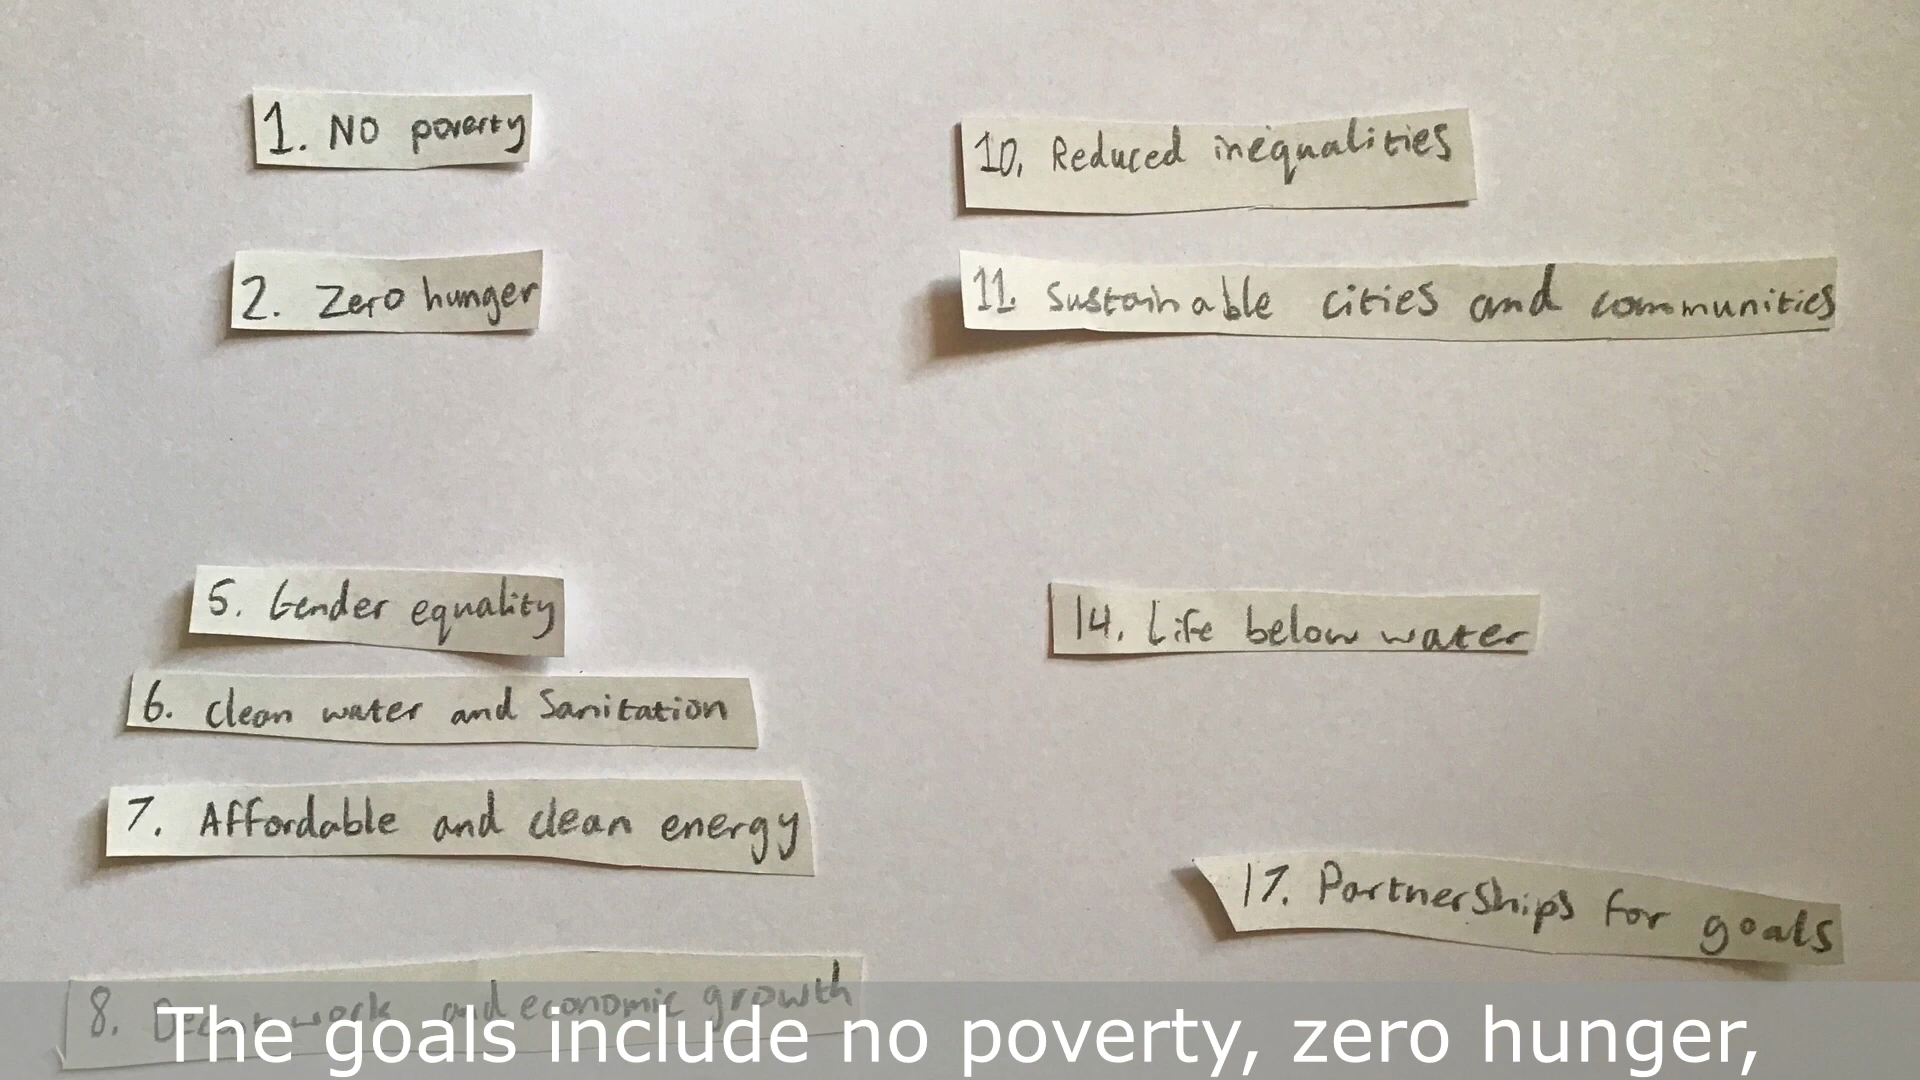 1. No poverty
2. Zero hunger
5. Gender equality
6. clean water and Sanitation
7. Affordable and clean energy
8. Decent work and economic growth
10. Reduced inequalities
11. Sustainable cities and communities
14. Life below water
17. Partnerships for goals
The goals include no poverty, zero hunger,